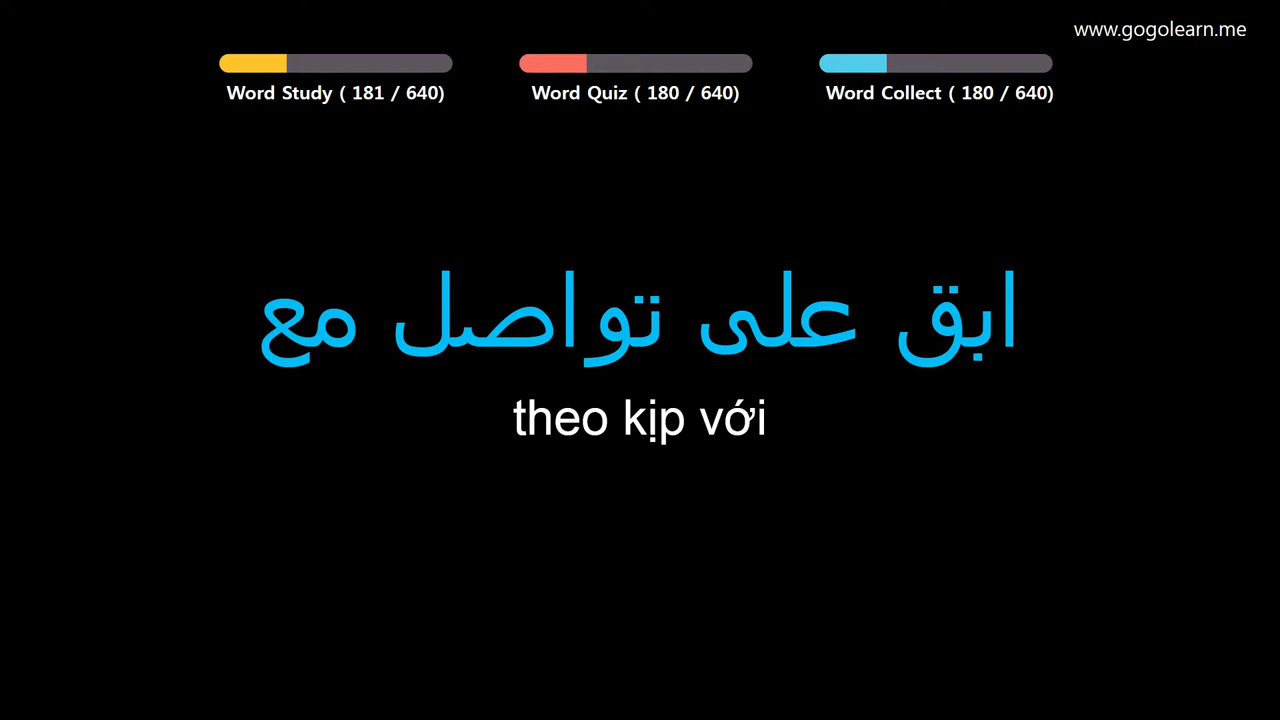 www.gogolearn.me
Word Study ( 181 / 640) Word Quiz ( 180 / 640) Word Collect ( 180 / 640)
ابق على تواصل مع
theo kịp với